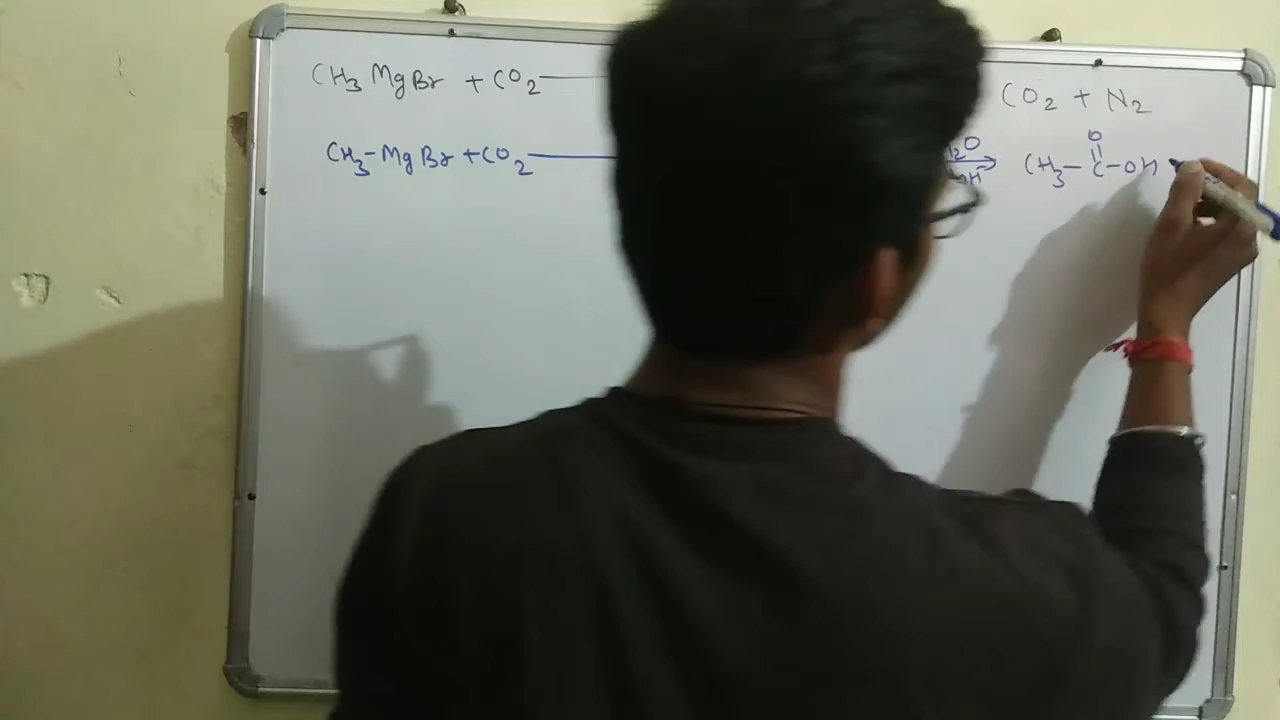 CH3 MgBr + CO2 CO2 + N2
CH3-MgBr + CO2 CH3-C-OH
O